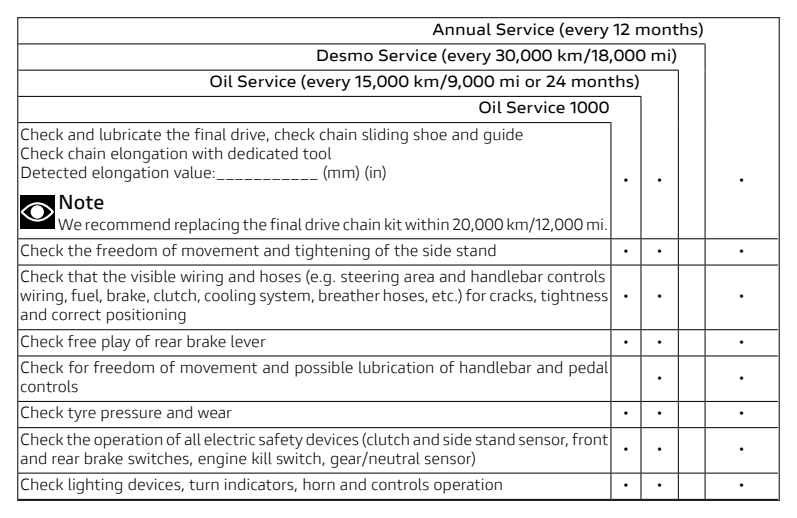 Annual Service (every 12 months)
Desmo Service (every 30,000 km/18,000 mi)
Oil Service (every 15,000 km/9,000 mi or 24 months)
Oil Service 1000
Check and lubricate the final drive, check chain sliding shoe and guide
Check chain elongation with dedicated tool
Detected elongation value:___________ (mm) (in)
• • •
Note
We recommend replacing the final drive chain kit within 20,000 km/12,000 mi.
Check the freedom of movement and tightening of the side stand • • •
Check that the visible wiring and hoses (e.g. steering area and handlebar controls
wiring, fuel, brake, clutch, cooling system, breather hoses, etc.) for cracks, tightness • • •
and correct positioning
Check free play of rear brake lever • • •
Check for freedom of movement and possible lubrication of handlebar and pedal
controls • •
Check tyre pressure and wear • • •
Check the operation of all electric safety devices (clutch and side stand sensor, front
and rear brake switches, engine kill switch, gear/neutral sensor) • • •
Check lighting devices, turn indicators, horn and controls operation • • •